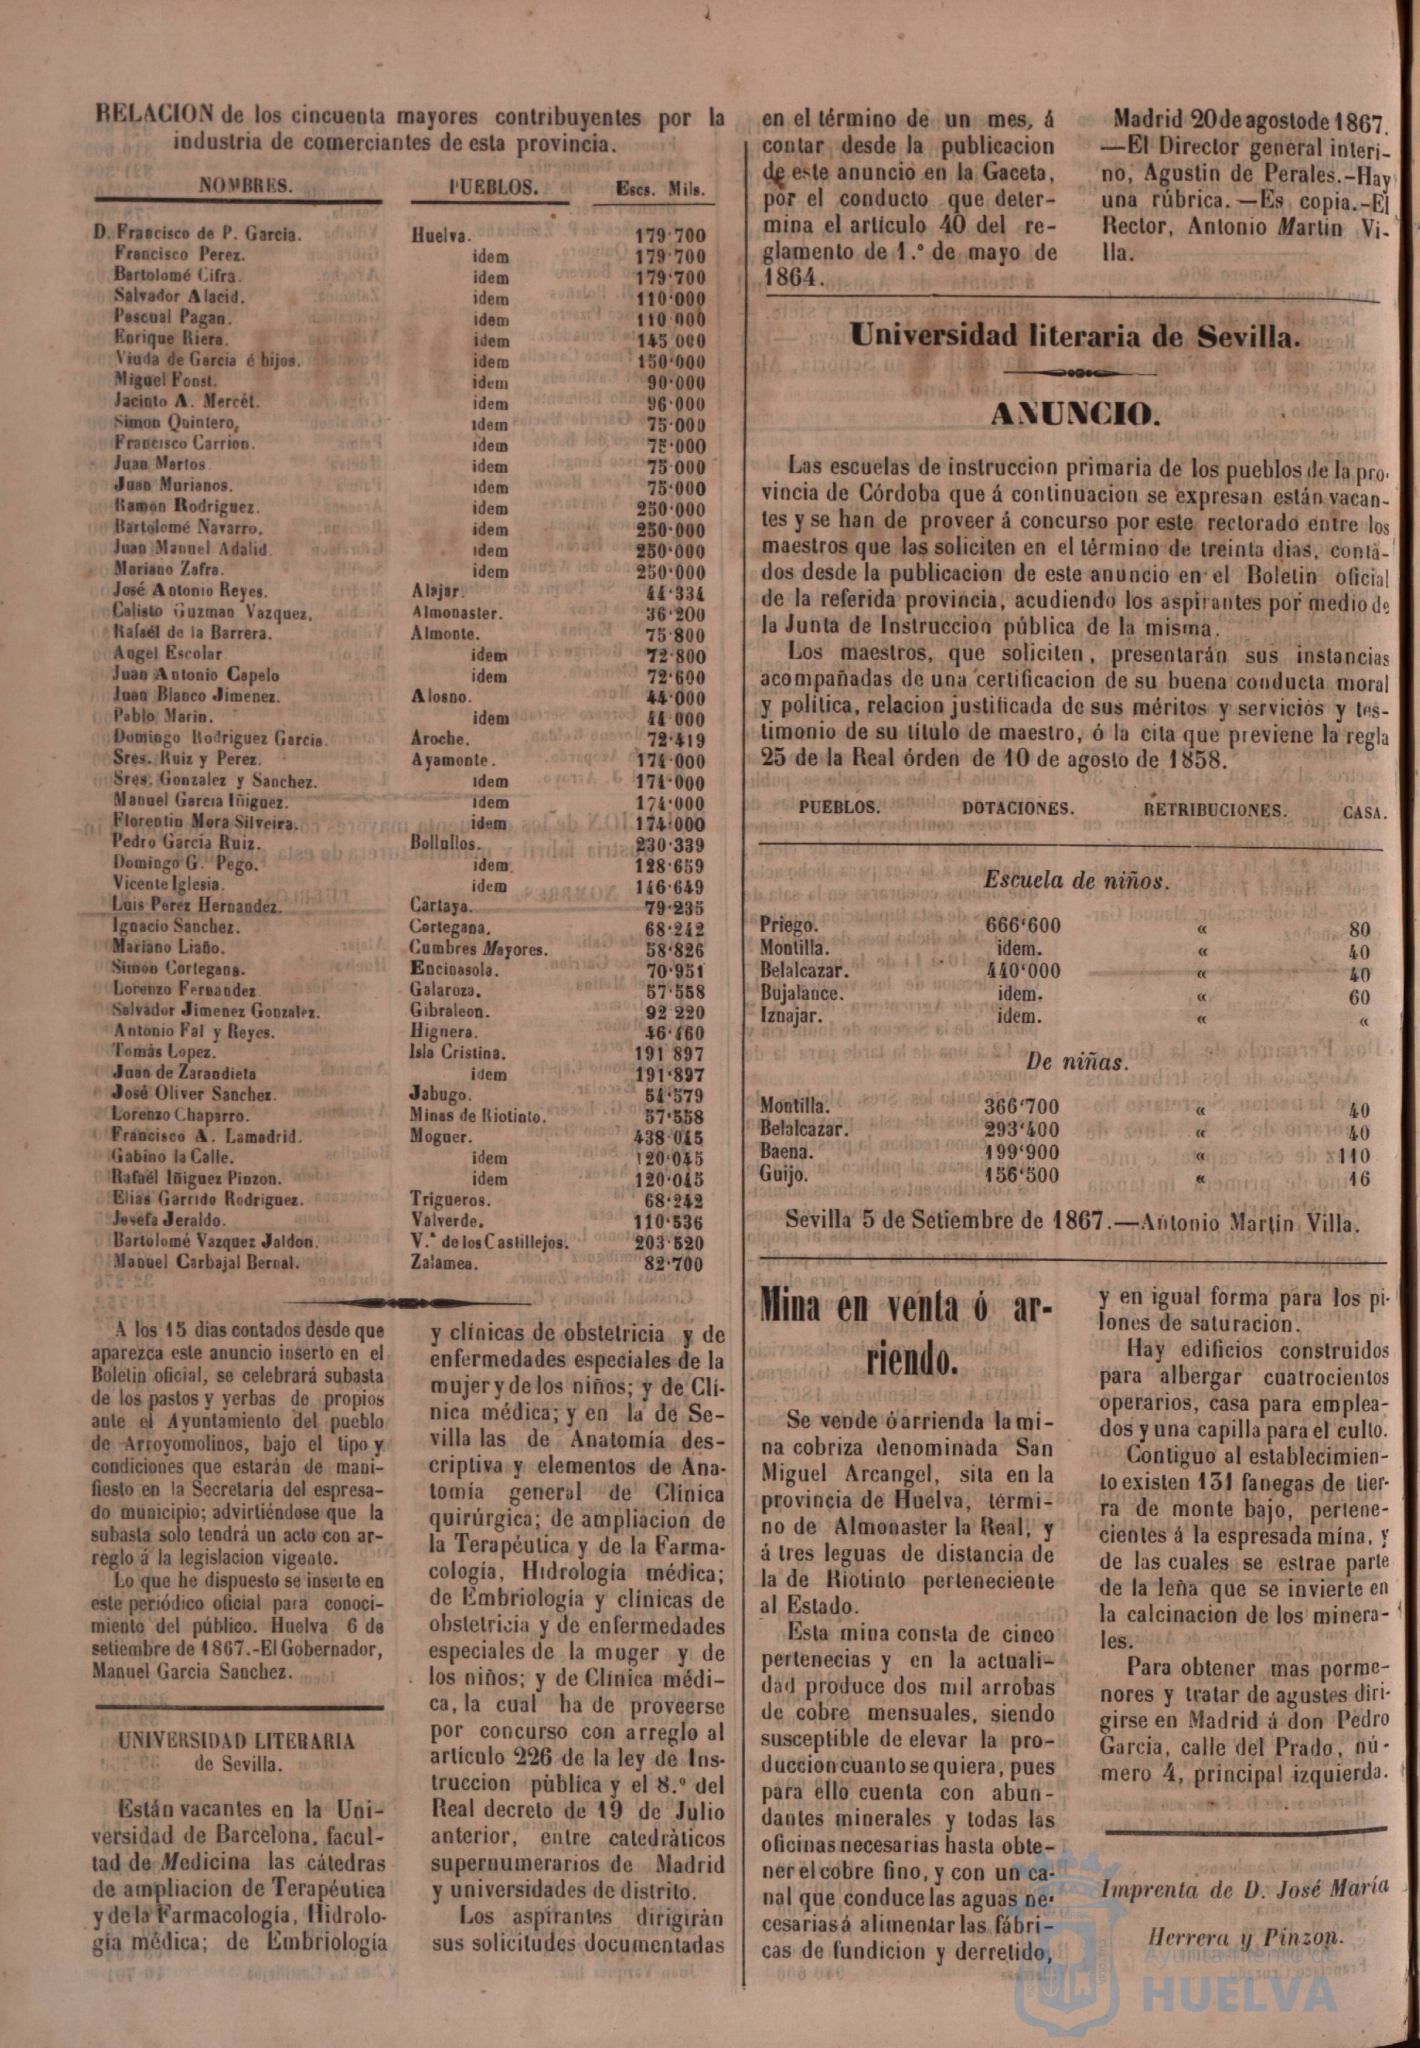 RELACION de los cincuenta mayores contribuyentes por la
industria de comerciantes de esta provincia.
NOMBRES. PUEBLOS. Escs. Mils.
D. Francisco de P. Garcia. Huelva. 179·700
Francisco Perez. idem 179·700
Bartolomé Cifra. idem 179·700
Salvador Alacid. idem 110·000
Pascual Pagan. idem 110·000
Enrique Riera. idem 145 000
Viuda de Garcia é hijos. idem 150·000
Miguel Fonst. idem 90·000
Jacinto A. Mercét. idem 96·000
Simon Quintero, idem 75·000
Francisco Carrion. idem 75·000
Juan Martos idem 75·000
Juan Murianos. idem 75·000
Ramon Rodriguez. idem 250·000
Bartolomé Navarro. idem 250·000
Juan Manuel Adalid. idem 250·000
Mariano Zafra. idem 250·000
José Antonio Reyes. Alajar. 44·334
Calisto Guzman Vazquez, Almonaster. 36·200
Rafaél de la Barrera. Almonte. 75·800
Angel Escolar idem 72·800
Juan Antonio Capelo idem 72·600
Juan Blanco Jimenez. Alosno. 44·000
Pablo Marin. idem 44·000
Domingo Rodriguez Garcia. Aroche. 72·419
Sres. Ruiz y Perez. Ayamonte. 174·000
Sres. Gonzalez y Sanchez. idem 174·000
Manuel Garcia Iñiguez. idem 174·000
Florentin Mora Silveira. idem 174·000
Pedro García Ruiz. Bollullos. 230·339
Domingo G. Pego. idem 128·659
Vicente Iglesia. idem 146·649
Luis Perez Hernandez. Cartaya. 79·235
Ignacio Sanchez. Cortegana. 68·242
Mariano Liaño. Cumbres Mayores. 58·826
Simon Cortegana. Encinasola. 70·951
Lorenzo Fernandez Galaroza. 57·558
Salvador Jimenez Gonzalez. Gibraleon. 92 220
Antonio Fal y Reyes. Higuera. 46·460
Tomás Lopez. Isla Cristina. 191 897
Juan de Zarandieta idem 191·897
José Oliver Sanchez. Jabugo. 54·579
Lorenzo Chaparro. Minas de Riotinto. 57·558
Francisco A. Lamadrid. Moguer. 438·045
Gabino la Calle. idem 120·045
Rafaél Iñiguez Pinzon. idem 120·045
Elias Garrido Rodriguez. Trigueros. 68·242
Josefa Jeraldo. Valverde. 110·536
Bartolomé Vazquez Jaldon. V.ª de los Castillejos. 203·520
Manuel Carbajal Bernal. Zalamea. 82·700
A los 15 dias contados desde que
aparezca este anuncio inserto en el
Boletin oficial, se celebrará subasta
de los pastos y yerbas de propios
ante el Ayuntamiento del pueblo
de Arroyomolinos, bajo el tipo y
condiciones que estarán de mani-
fiesto en la Secretaría del espresa-
do municipio; advirtiéndose que la
subasta solo tendrá un acto con ar-
reglo á la legislacion vigente.
Lo que he dispuesto se inserte en
este periódico oficial para conoci-
miento del público. Huelva 6 de
setiembre de 1867.-El Gobernador,
Manuel Garcia Sanchez.
UNIVERSIDAD LITERARIA
de Sevilla.
Están vacantes en la Uni-
versidad de Barcelona, facul-
tad de Medicina las cátedras
de ampliacion de Terapéutica
y de la Farmacología, Hidrolo-
gía médica; de Embriología
y clínicas de obstetricia y de
enfermedades especiales de la
mujer y de los niños; y de Clí-
nica médica; y en la de Se-
villa las de Anatomía des-
criptiva y elementos de Ana-
tomía general de Clínica
quirúrgica; de ampliacion de
la Terapéutica y de la Farma-
cología, Hidrología médica;
de Embriología y clínicas de
obstetricia y de enfermedades
especiales de la muger y de
los niños; y de Clínica médi-
ca, la cual ha de proveerse
por concurso con arreglo al
artículo 226 de la ley de Ins-
truccion pública y el 8.º del
Real decreto de 19 de Julio
anterior, entre catedráticos
supernumerarios de Madrid
y universidades de distrito.
Los aspirantes dirigirán
sus solicitudes documentadas
en el término de un mes, á
contar desde la publicacion
de este anuncio en la Gaceta,
por el conducto que deter-
mina el artículo 40 del re-
glamento de 1.º de mayo de
1864.
Madrid 20 de agosto de 1867.
—El Director general interi-
no, Agustin de Perales.-Hay
una rúbrica.—Es copia.-El
Rector, Antonio Martin Vi-
lla.
Universidad literaria de Sevilla.
ANUNCIO.
Las escuelas de instruccion primaria de los pueblos de la pro-
vincia de Córdoba que á continuacion se expresan están vacan-
tes y se han de proveer á concurso por este rectorado entre los
maestros que las soliciten en el término de treinta dias, conta-
dos desde la publicacion de este anuncio en el Boletin oficial
de la referida provincia, acudiendo los aspirantes por medio de
la Junta de Instruccion pública de la misma.
Los maestros, que soliciten, presentarán sus instancias
acompañadas de una certificacion de su buena conducta moral
y política, relacion justificada de sus méritos y servicios y tes-
timonio de su título de maestro, ó la cita que previene la regla
25 de la Real órden de 10 de agosto de 1858.
PUEBLOS. DOTACIONES. RETRIBUCIONES. CASA.
Escuela de niños.
Priego. 666‘600 « 80
Montilla. idem. « 40
Belalcazar. 440‘000 « 40
Bujalance. idem. « 60
Iznajar. idem. « «
De niñas.
Montilla. 366‘700 « 40
Belalcazar. 293‘400 « 40
Baena. 199‘900 « 110
Guijo. 156‘500 « 16
Sevilla 5 de Setiembre de 1867.—Antonio Martin Villa.
Mina en venta ó ar-
riendo.
Se vende ó arrienda la mi-
na cobriza denominada San
Miguel Arcangel, sita en la
provincia de Huelva, térmi-
no de Almonaster la Real, y
á tres leguas de distancia de
la de Riotinto perteneciente
al Estado.
Esta mina consta de cinco
pertenecias y en la actuali-
dad produce dos mil arrobas
de cobre mensuales, siendo
susceptible de elevar la pro-
duccion cuanto se quiera, pues
para ello cuenta con abun-
dantes minerales y todas las
oficinas necesarias hasta obte-
ner el cobre fino, y con un ca-
nal que conduce las aguas ne-
cesarias á alimentar las fábri-
cas de fundicion y derretido,
y en igual forma para los pi-
lones de saturacion.
Hay edificios construidos
para albergar cuatrocientos
operarios, casa para emplea-
dos y una capilla para el culto.
Contiguo al establecimien-
to existen 131 fanegas de tier-
ra de monte bajo, pertene-
cientes á la espresada mina, y
de las cuales se estrae parte
de la leña que se invierte en
la calcinacion de los minera-
les.
Para obtener mas porme-
nores y tratar de agustes diri-
girse en Madrid á don Pedro
Garcia, calle del Prado, nú-
mero 4, principal izquierda.
Imprenta de D. José María
Herrera y Pinzon.
Ayuntamiento de
HUELVA